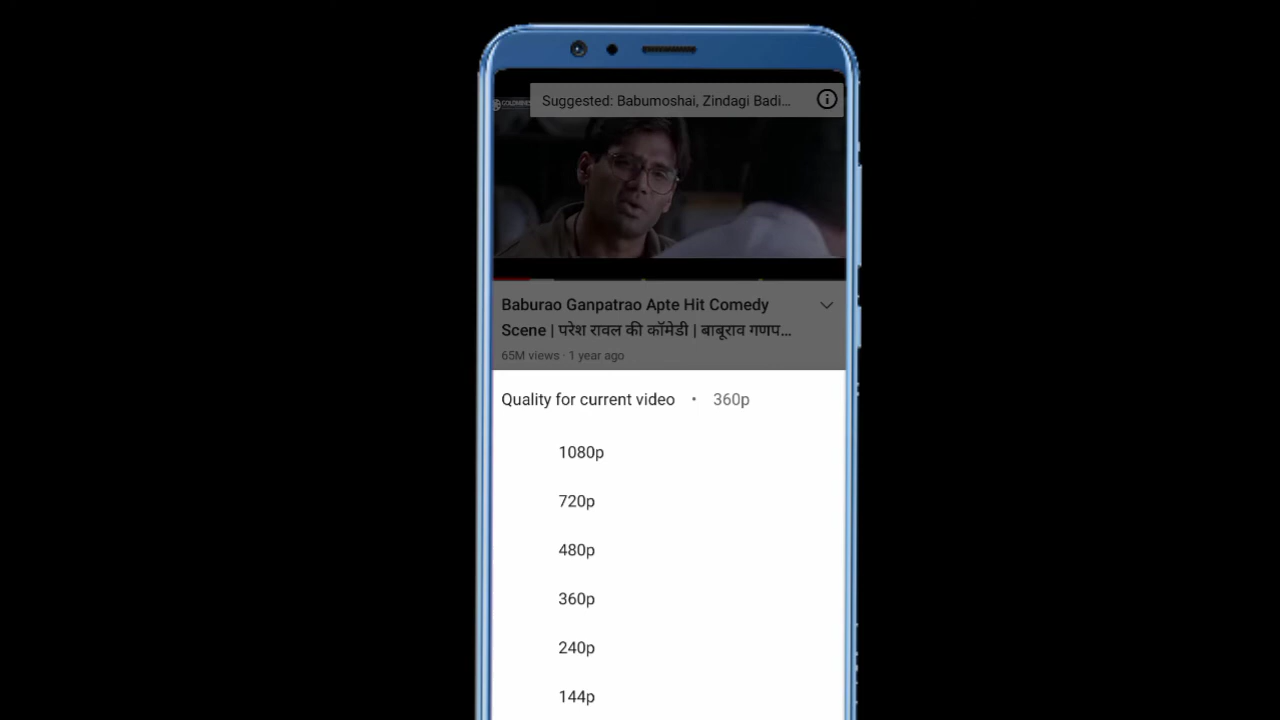 GOLDMINES
Suggested: Babumoshai, Zindagi Badi...
Baburao Ganpatrao Apte Hit Comedy
Scene | परेश रावल की कॉमेडी | बाबूराव गणप...
65M views · 1 year ago
Quality for current video • 360p
1080p
720p
480p
360p
240p
144p